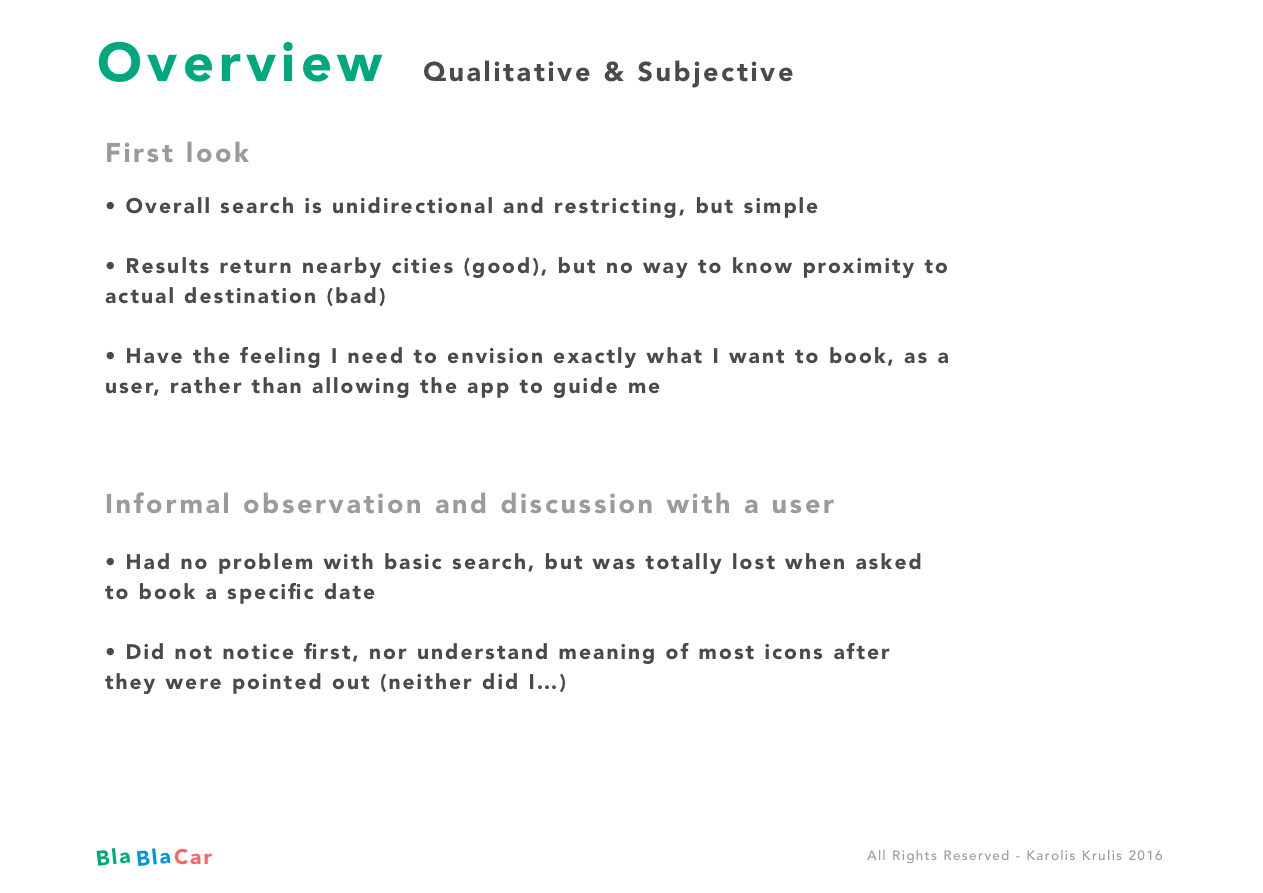 Overview Qualitative & Subjective
First look
• Overall search is unidirectional and restricting, but simple
• Results return nearby cities (good), but no way to know proximity to
actual destination (bad)
• Have the feeling I need to envision exactly what I want to book, as a
user, rather than allowing the app to guide me
Informal observation and discussion with a user
• Had no problem with basic search, but was totally lost when asked
to book a specific date
• Did not notice first, nor understand meaning of most icons after
they were pointed out (neither did I…)
BlaBlaCar All Rights Reserved - Karolis Krulis 2016